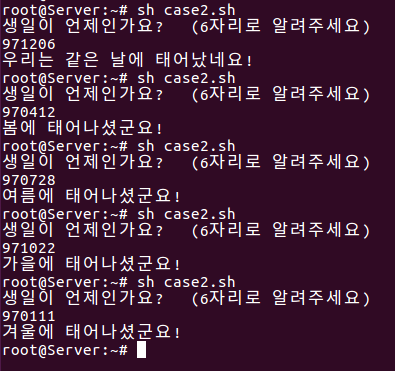 root@Server:~# sh case2.sh
생일이 언제인가요?  (6자리로 알려주세요)
971206
우리는 같은 날에 태어났네요!
root@Server:~# sh case2.sh
생일이 언제인가요?  (6자리로 알려주세요)
970412
봄에 태어나셨군요!
root@Server:~# sh case2.sh
생일이 언제인가요?  (6자리로 알려주세요)
970728
여름에 태어나셨군요!
root@Server:~# sh case2.sh
생일이 언제인가요?  (6자리로 알려주세요)
971022
가을에 태어나셨군요!
root@Server:~# sh case2.sh
생일이 언제인가요?  (6자리로 알려주세요)
970111
겨울에 태어나셨군요!
root@Server:~#